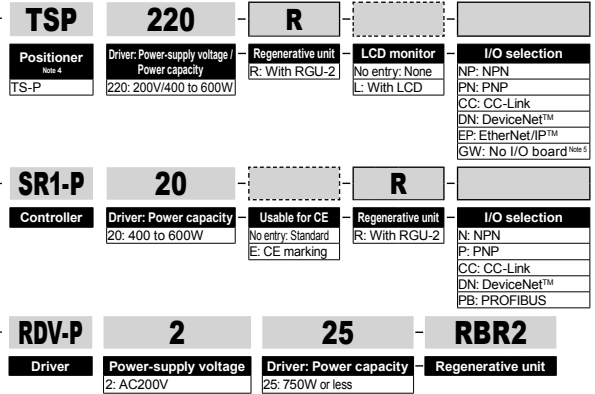 TSP 220 - R - -
Positioner Note 4
TS-P
Driver: Power-supply voltage / Power capacity
220: 200V/400 to 600W
Regenerative unit
R: With RGU-2
LCD monitor
No entry: None
L: With LCD
I/O selection
NP: NPN
PN: PNP
CC: CC-Link
DN: DeviceNet™
EP: EtherNet/IP™
GW: No I/O board Note 5
SR1-P 20 - - R -
Controller
Driver: Power capacity
20: 400 to 600W
Usable for CE
No entry: Standard
E: CE marking
Regenerative unit
R: With RGU-2
I/O selection
N: NPN
P: PNP
CC: CC-Link
DN: DeviceNet™
PB: PROFIBUS
RDV-P 2 25 - RBR2
Driver
Power-supply voltage
2: AC200V
Driver: Power capacity
25: 750W or less
Regenerative unit